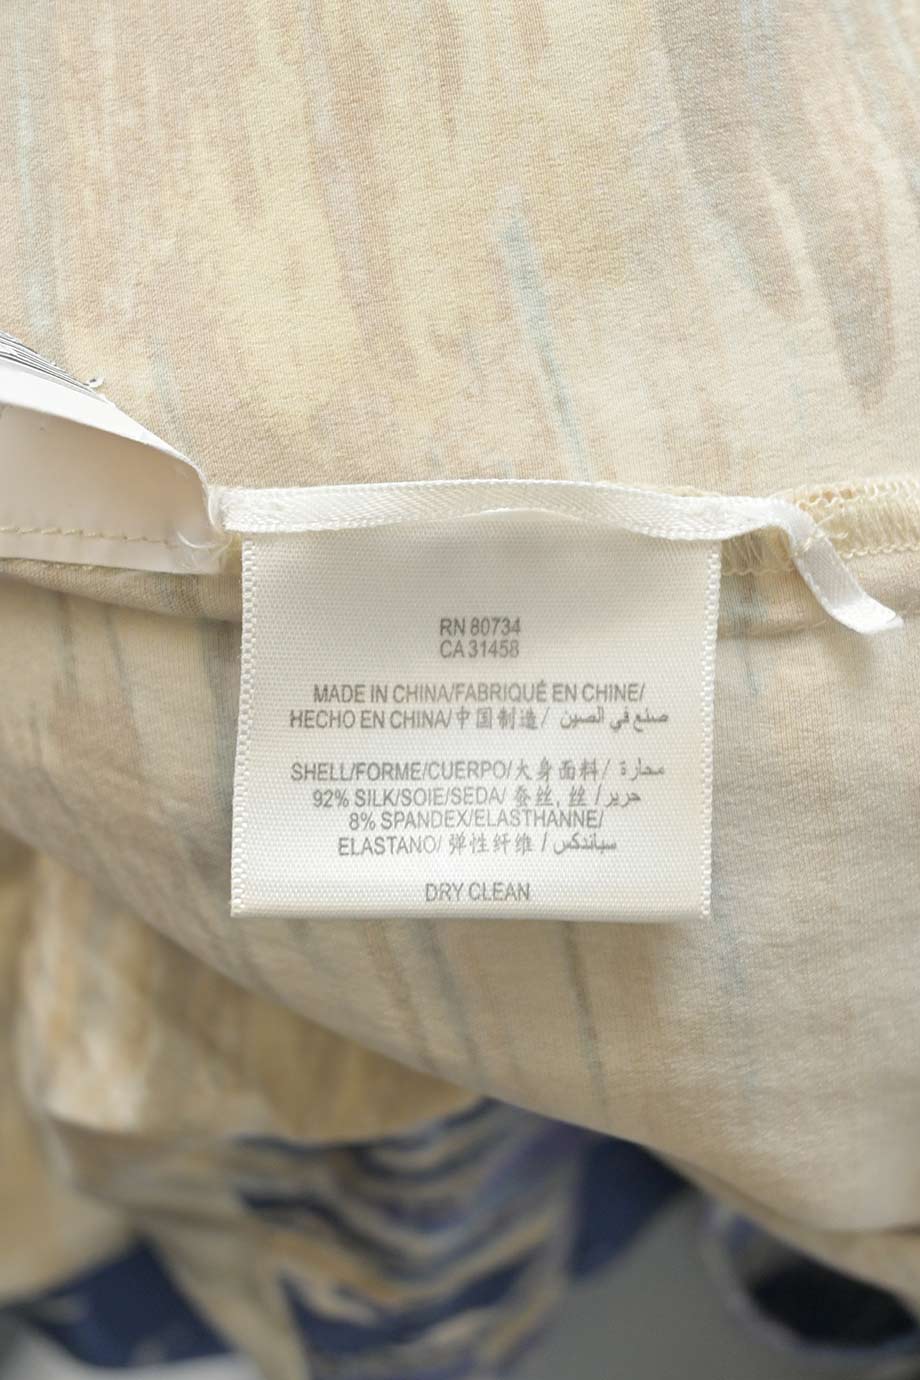 RN 80734
CA 31458
MADE IN CHINA/FABRIQUÉ EN CHINE/
HECHO EN CHINA/中国制造/ صنع في الصين
SHELL/FORME/CUERPO/大身面料/ محارة
92% SILK/SOIE/SEDA/ 蚕丝, 丝 / حرير
8% SPANDEX/ELASTHANNE/
ELASTANO/ 弹性纤维 / سباندكس
DRY CLEAN